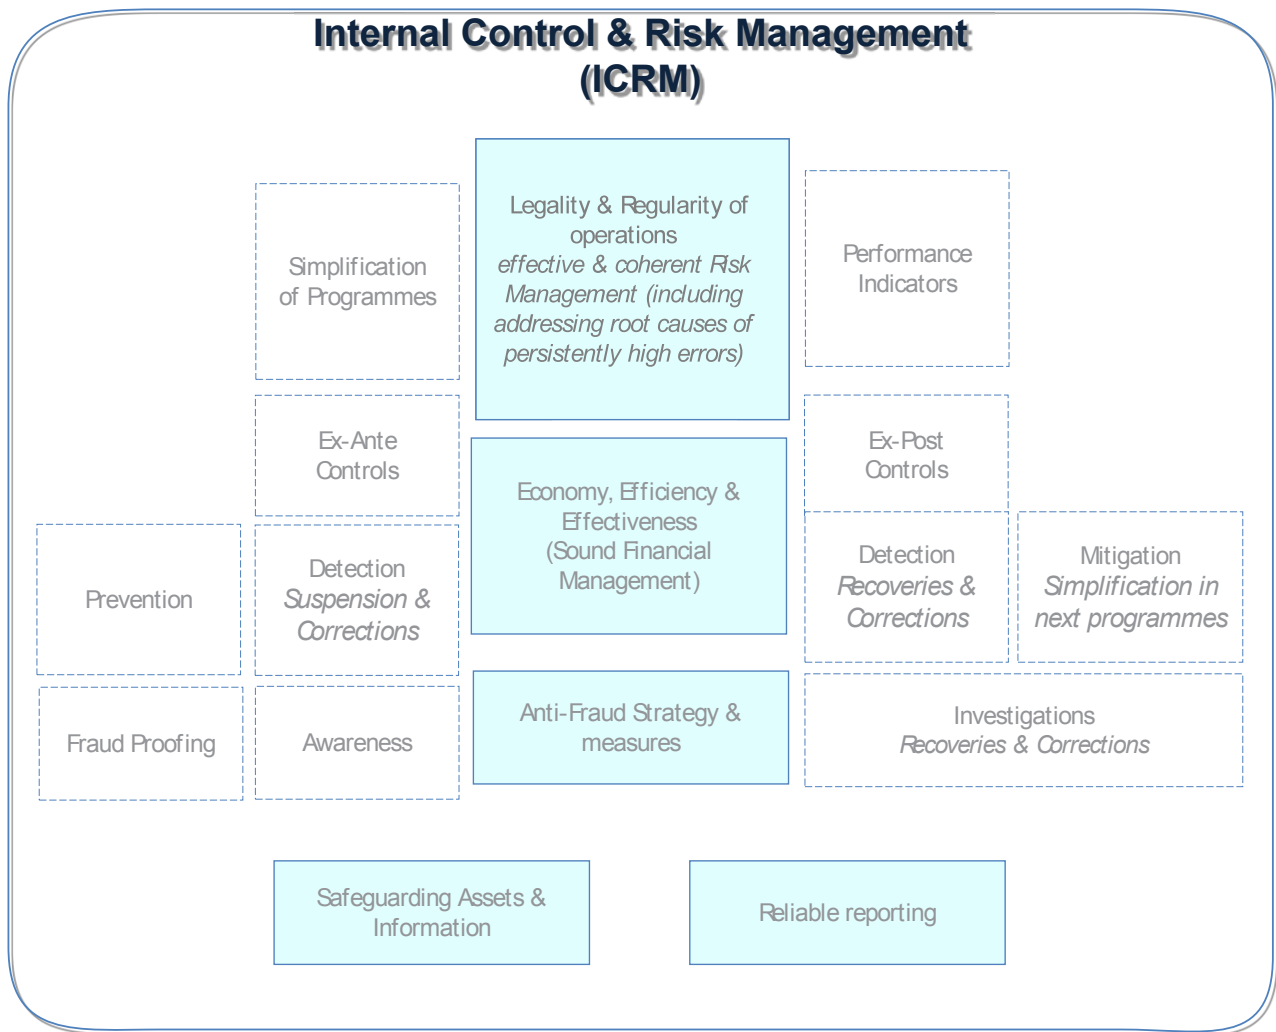 Internal Control & Risk Management
(ICRM)
Simplification
of Programmes
Legality & Regularity of
operations
effective & coherent Risk
Management (including
addressing root causes of
persistently high errors)
Performance
Indicators
Ex-Ante
Controls
Economy, Efficiency &
Effectiveness
(Sound Financial
Management)
Ex-Post
Controls
Prevention
Detection
Suspension &
Corrections
Detection
Recoveries &
Corrections
Mitigation
Simplification in
next programmes
Fraud Proofing
Awareness
Anti-Fraud Strategy &
measures
Investigations
Recoveries & Corrections
Safeguarding Assets &
Information
Reliable reporting